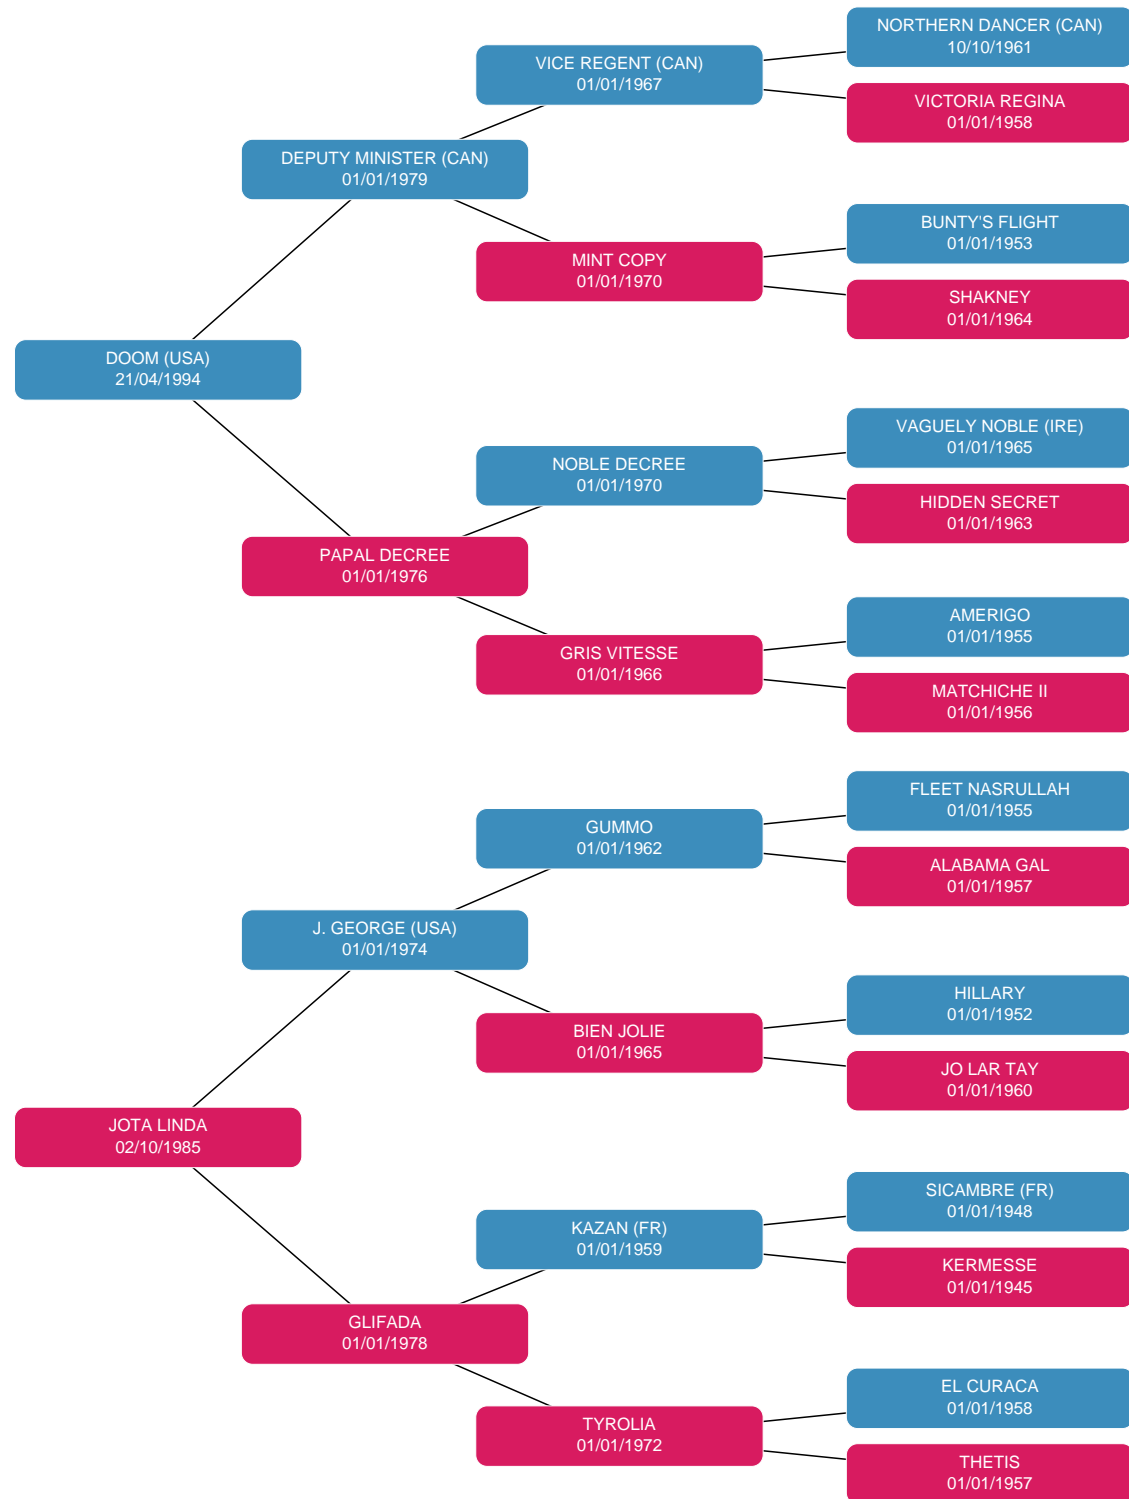 NORTHERN DANCER (CAN)
10/10/1961
VICE REGENT (CAN)
01/01/1967
VICTORIA REGINA
01/01/1958
DEPUTY MINISTER (CAN)
01/01/1979
BUNTY'S FLIGHT
01/01/1953
MINT COPY
01/01/1970
SHAKNEY
01/01/1964
DOOM (USA)
21/04/1994
VAGUELY NOBLE (IRE)
01/01/1965
NOBLE DECREE
01/01/1970
HIDDEN SECRET
01/01/1963
PAPAL DECREE
01/01/1976
AMERIGO
01/01/1955
GRIS VITESSE
01/01/1966
MATCHICHE II
01/01/1956
FLEET NASRULLAH
01/01/1955
GUMMO
01/01/1962
ALABAMA GAL
01/01/1957
J. GEORGE (USA)
01/01/1974
HILLARY
01/01/1952
BIEN JOLIE
01/01/1965
JO LAR TAY
01/01/1960
JOTA LINDA
02/10/1985
SICAMBRE (FR)
01/01/1948
KAZAN (FR)
01/01/1959
KERMESSE
01/01/1945
GLIFADA
01/01/1978
EL CURACA
01/01/1958
TYROLIA
01/01/1972
THETIS
01/01/1957